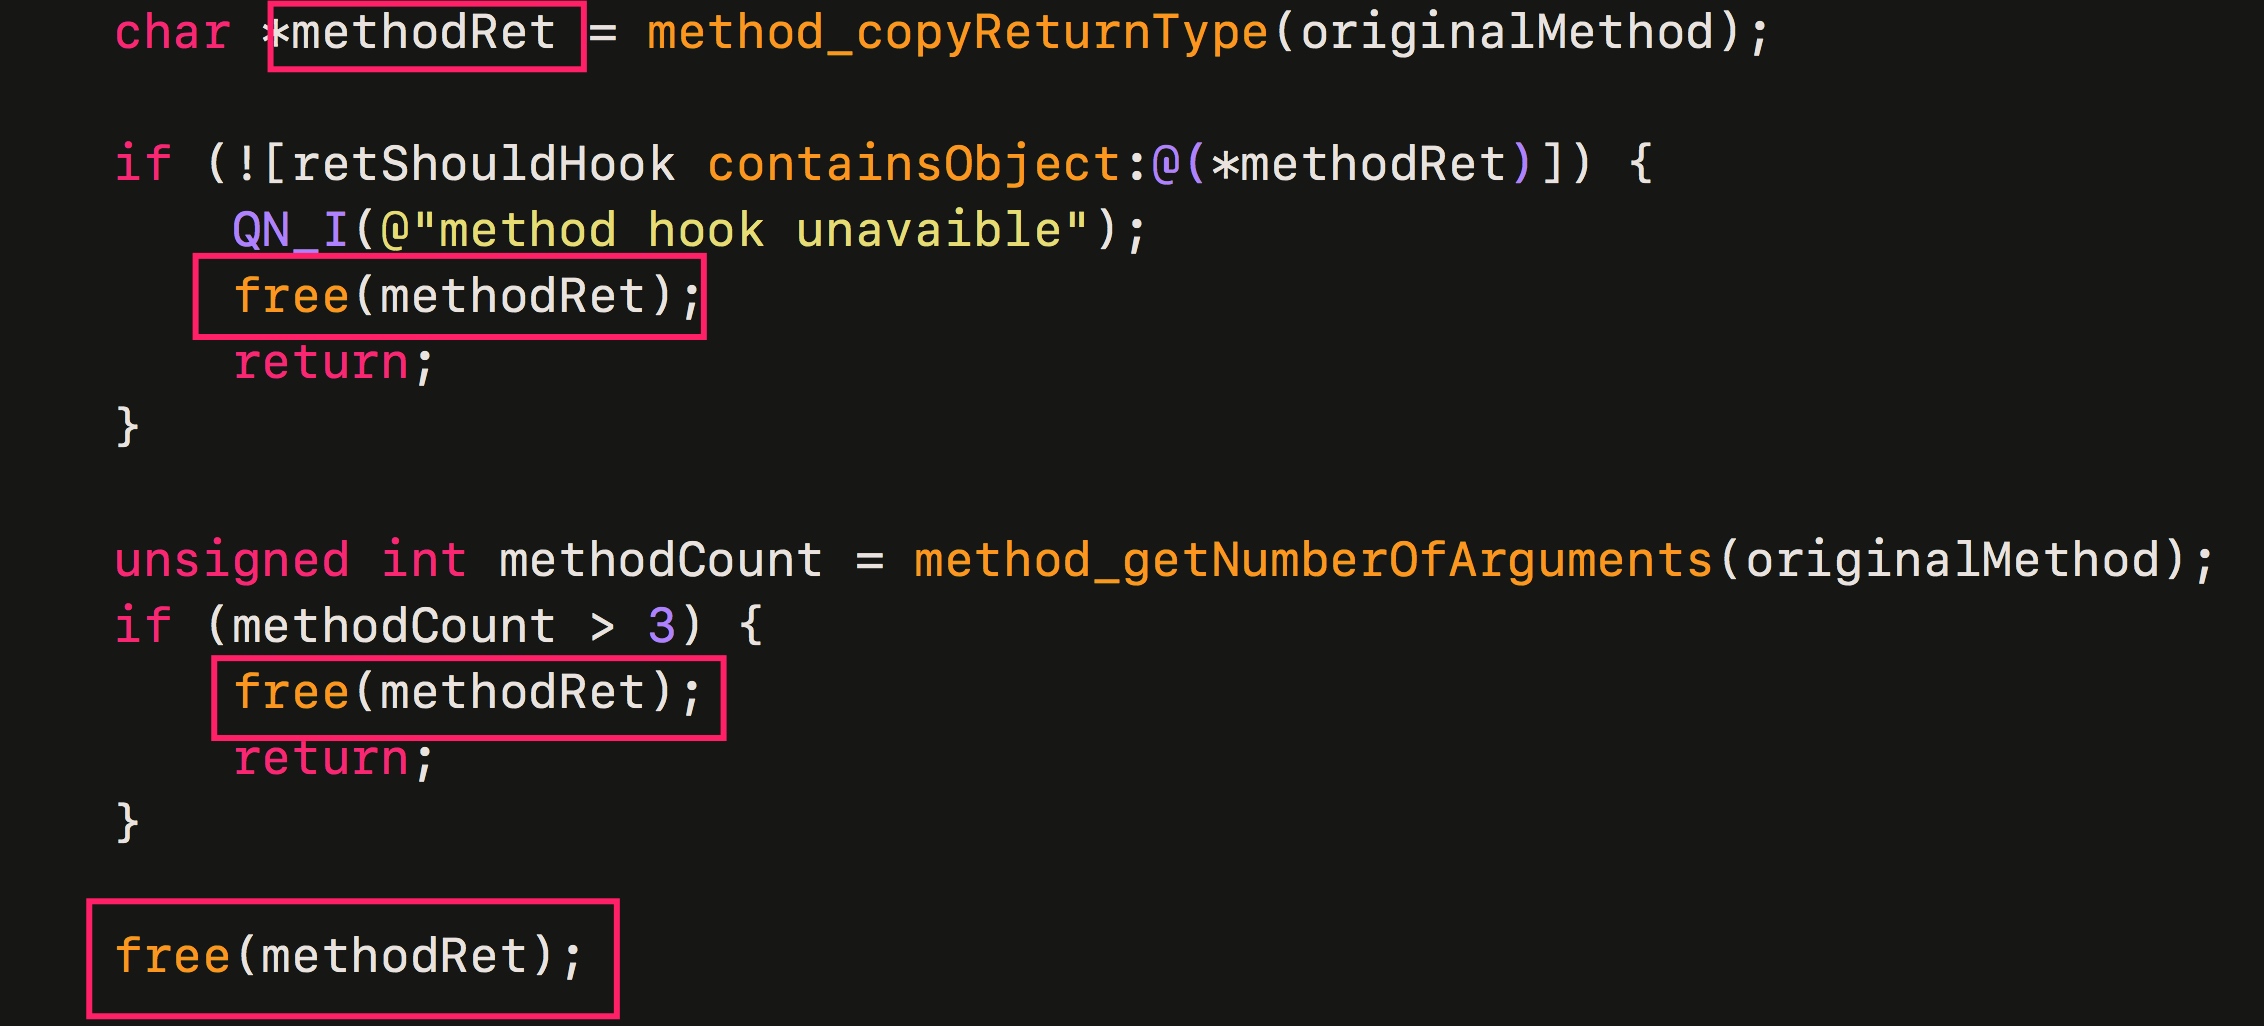 char *methodRet = method_copyReturnType(originalMethod);
if (![retShouldHook containsObject:@(*methodRet)]) {
QN_I(@"method hook unavaible");
free(methodRet);
return;
}
unsigned int methodCount = method_getNumberOfArguments(originalMethod);
if (methodCount > 3) {
free(methodRet);
return;
}
free(methodRet);